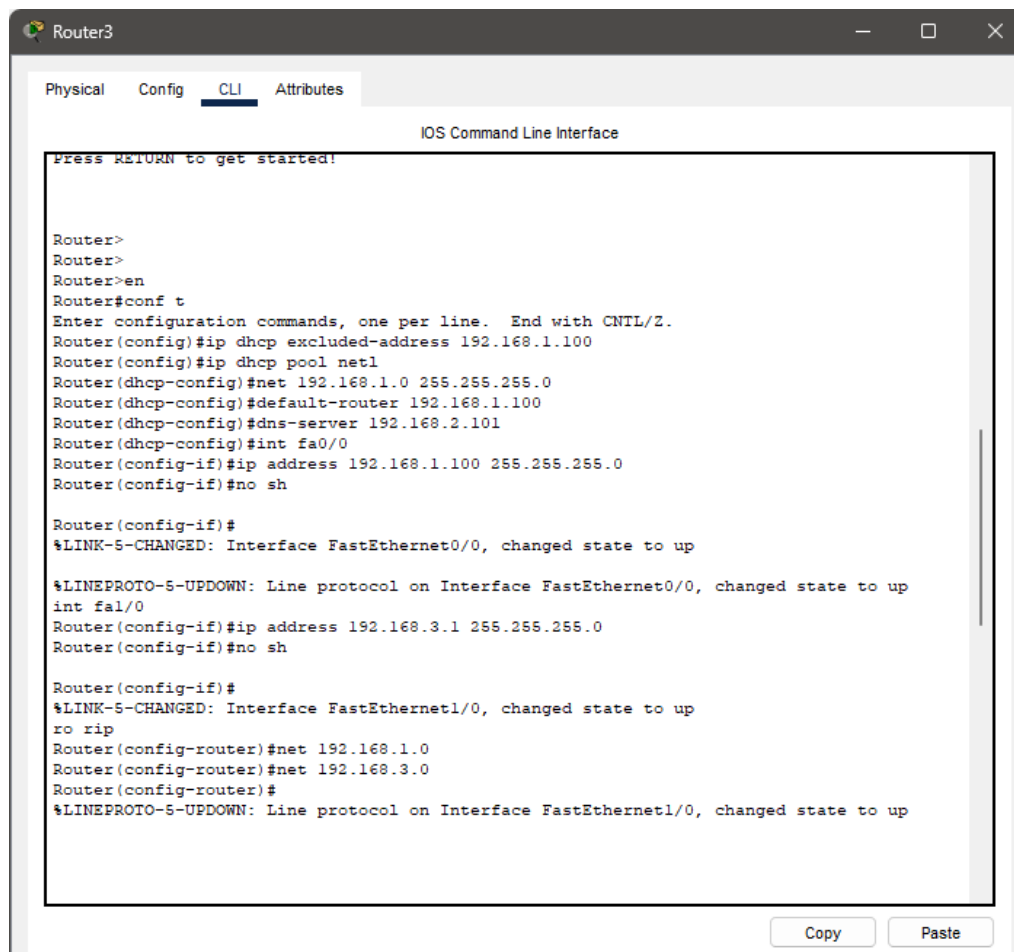 Router3
Physical Config CLI Attributes
IOS Command Line Interface
Press RETURN to get started!
Router>
Router>
Router>en
Router#conf t
Enter configuration commands, one per line.  End with CNTL/Z.
Router(config)#ip dhcp excluded-address 192.168.1.100
Router(config)#ip dhcp pool net1
Router(dhcp-config)#net 192.168.1.0 255.255.255.0
Router(dhcp-config)#default-router 192.168.1.100
Router(dhcp-config)#dns-server 192.168.2.101
Router(dhcp-config)#int fa0/0
Router(config-if)#ip address 192.168.1.100 255.255.255.0
Router(config-if)#no sh
Router(config-if)#
%LINK-5-CHANGED: Interface FastEthernet0/0, changed state to up
%LINEPROTO-5-UPDOWN: Line protocol on Interface FastEthernet0/0, changed state to up
int fa1/0
Router(config-if)#ip address 192.168.3.1 255.255.255.0
Router(config-if)#no sh
Router(config-if)#
%LINK-5-CHANGED: Interface FastEthernet1/0, changed state to up
ro rip
Router(config-router)#net 192.168.1.0
Router(config-router)#net 192.168.3.0
Router(config-router)#
%LINEPROTO-5-UPDOWN: Line protocol on Interface FastEthernet1/0, changed state to up
Copy Paste